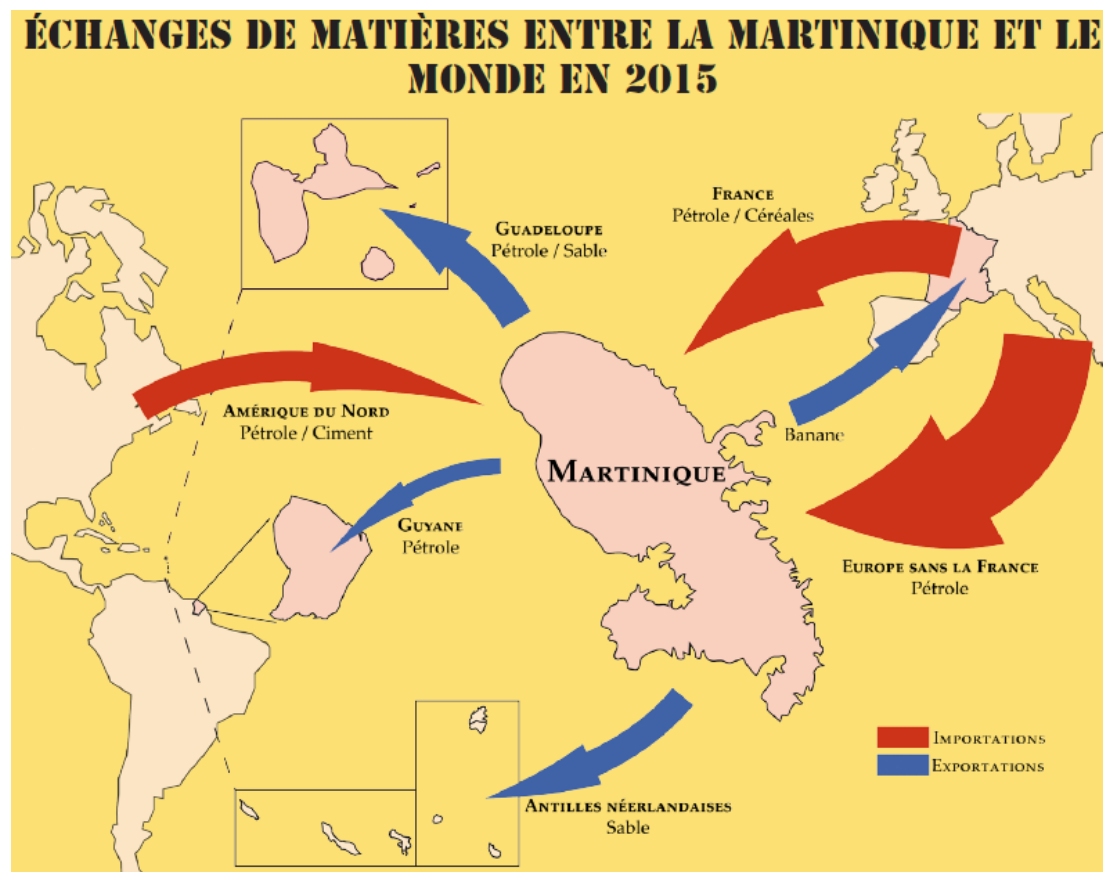 ÉCHANGES DE MATIÈRES ENTRE LA MARTINIQUE ET LE
MONDE EN 2015
FRANCE
Pétrole / Céréales
GUADELOUPE
Pétrole / Sable
AMÉRIQUE DU NORD
Pétrole / Ciment
Banane
MARTINIQUE
GUYANE
Pétrole
EUROPE SANS LA FRANCE
Pétrole
IMPORTATIONS
EXPORTATIONS
ANTILLES NÉERLANDAISES
Sable